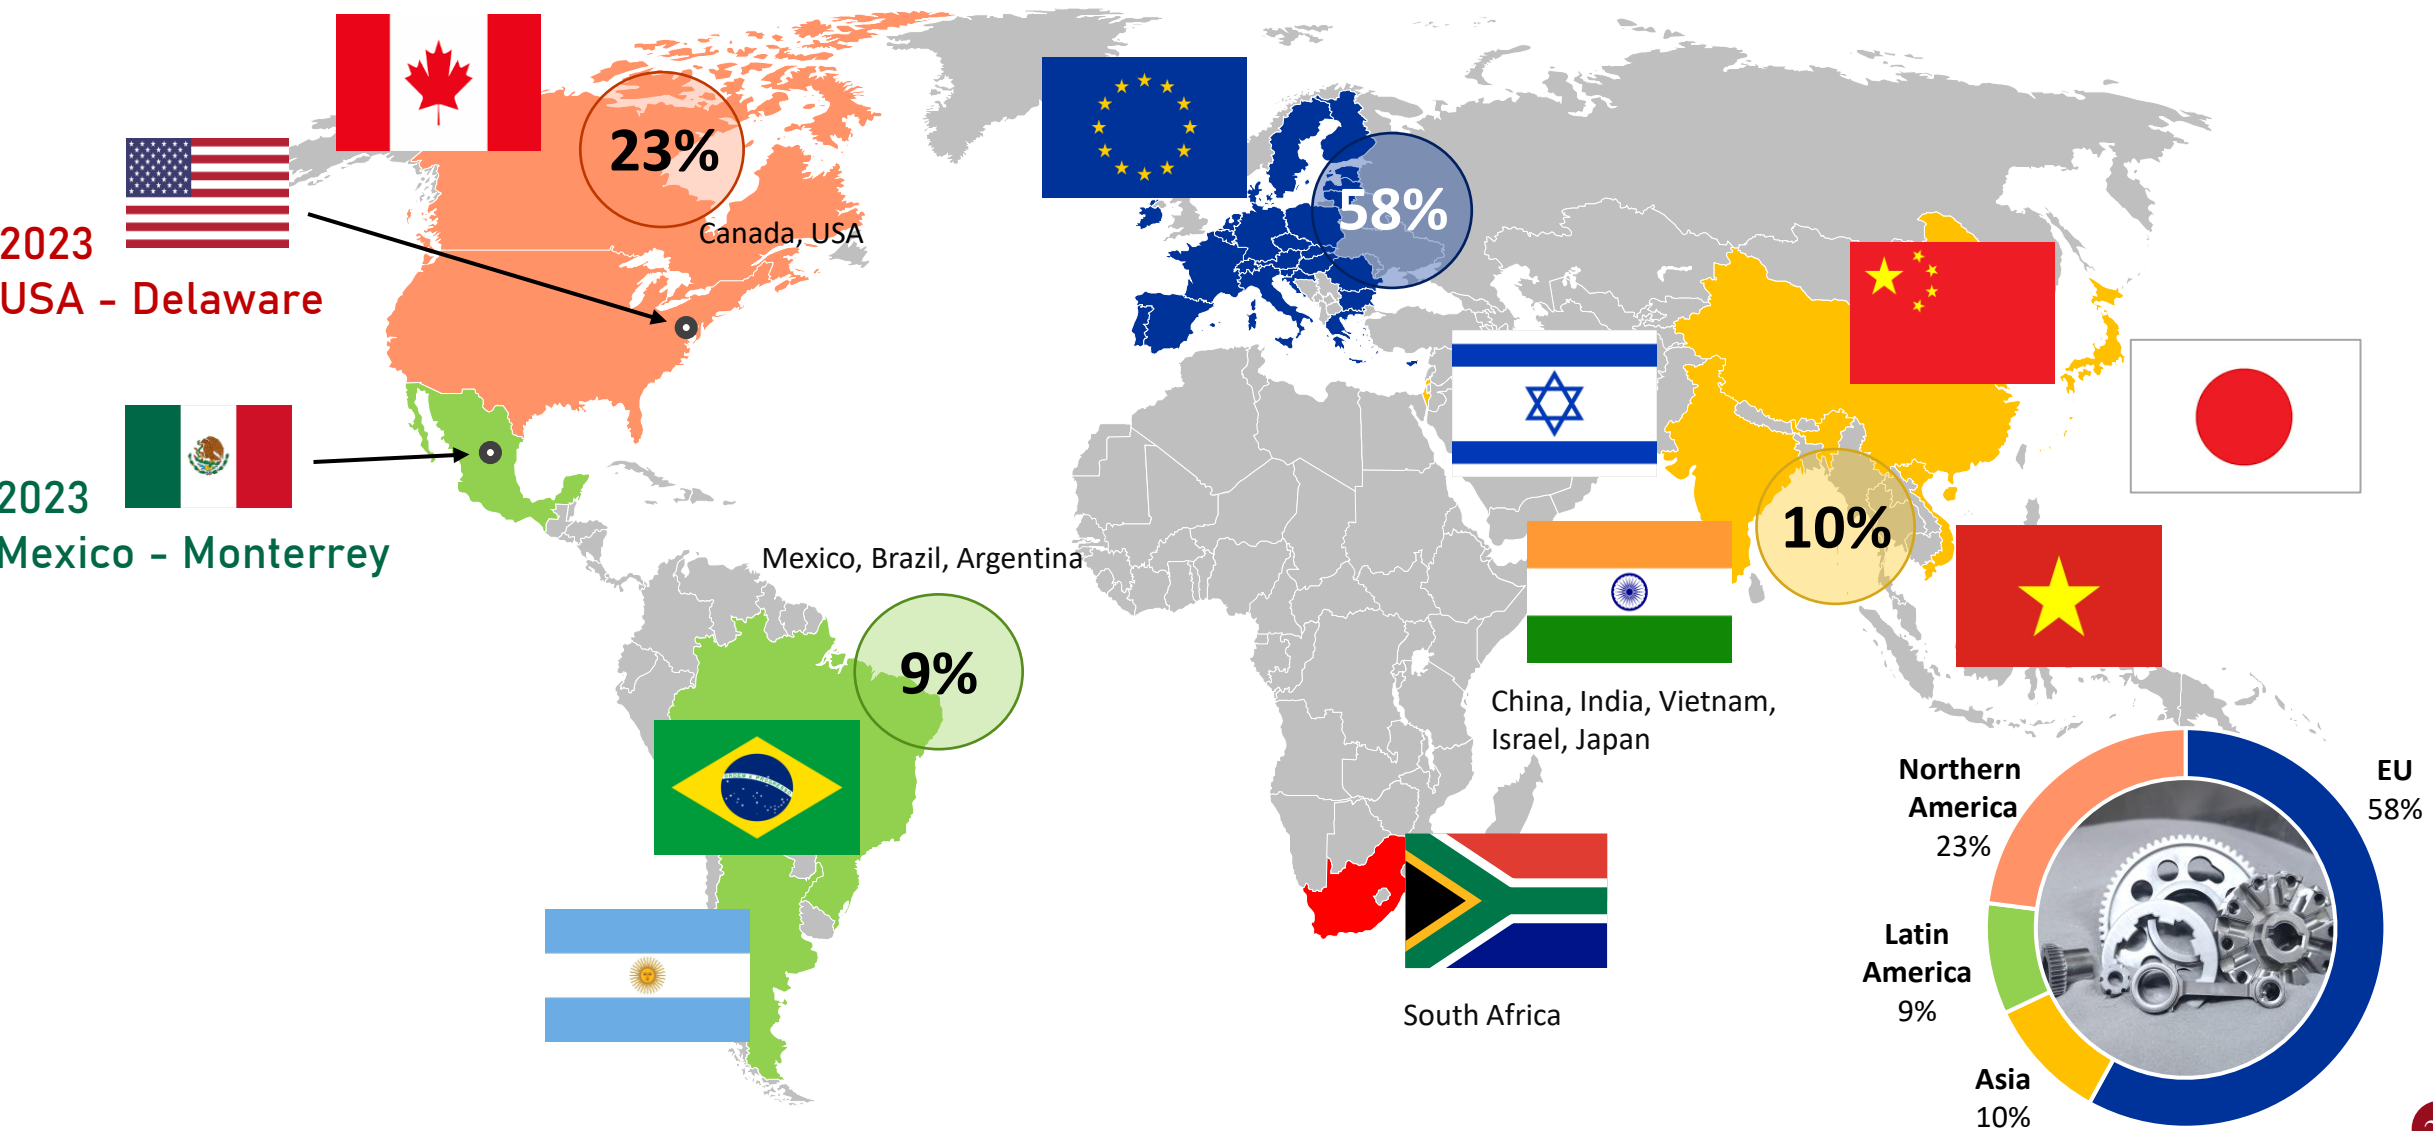 23%
Canada, USA
58%
2023
USA - Delaware
2023
Mexico - Monterrey
Mexico, Brazil, Argentina
9%
10%
China, India, Vietnam,
Israel, Japan
South Africa
Northern
America
23%
EU
58%
Latin
America
9%
Asia
10%